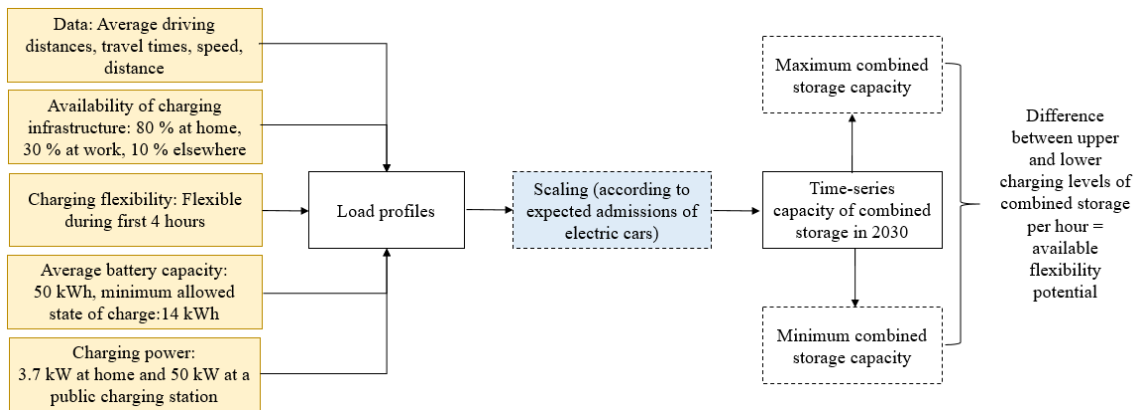 Data: Average driving
distances, travel times, speed,
distance
Availability of charging
infrastructure: 80 % at home,
30 % at work, 10 % elsewhere
Charging flexibility: Flexible
during first 4 hours
Average battery capacity:
50 kWh, minimum allowed
state of charge:14 kWh
Charging power:
3.7 kW at home and 50 kW at a
public charging station
Load profiles
Scaling (according to
expected admissions of
electric cars)
Maximum combined
storage capacity
Time-series
capacity of combined
storage in 2030
Minimum combined
storage capacity
Difference
between upper
and lower
charging levels of
combined storage
per hour =
available
flexibility
potential